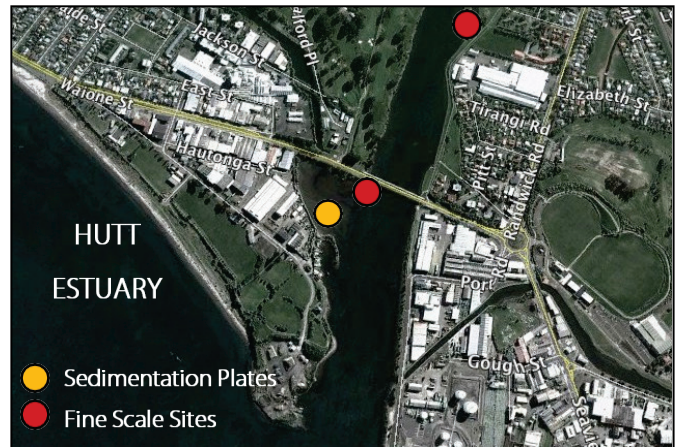 Jackson St
East St
Waione St
Hautonga St
Tirangi Rd
Elizabeth St
Pitt St
Randwick Rd
HUTT
ESTUARY
Port Rd
Gough St
Sedimentation Plates
Fine Scale Sites